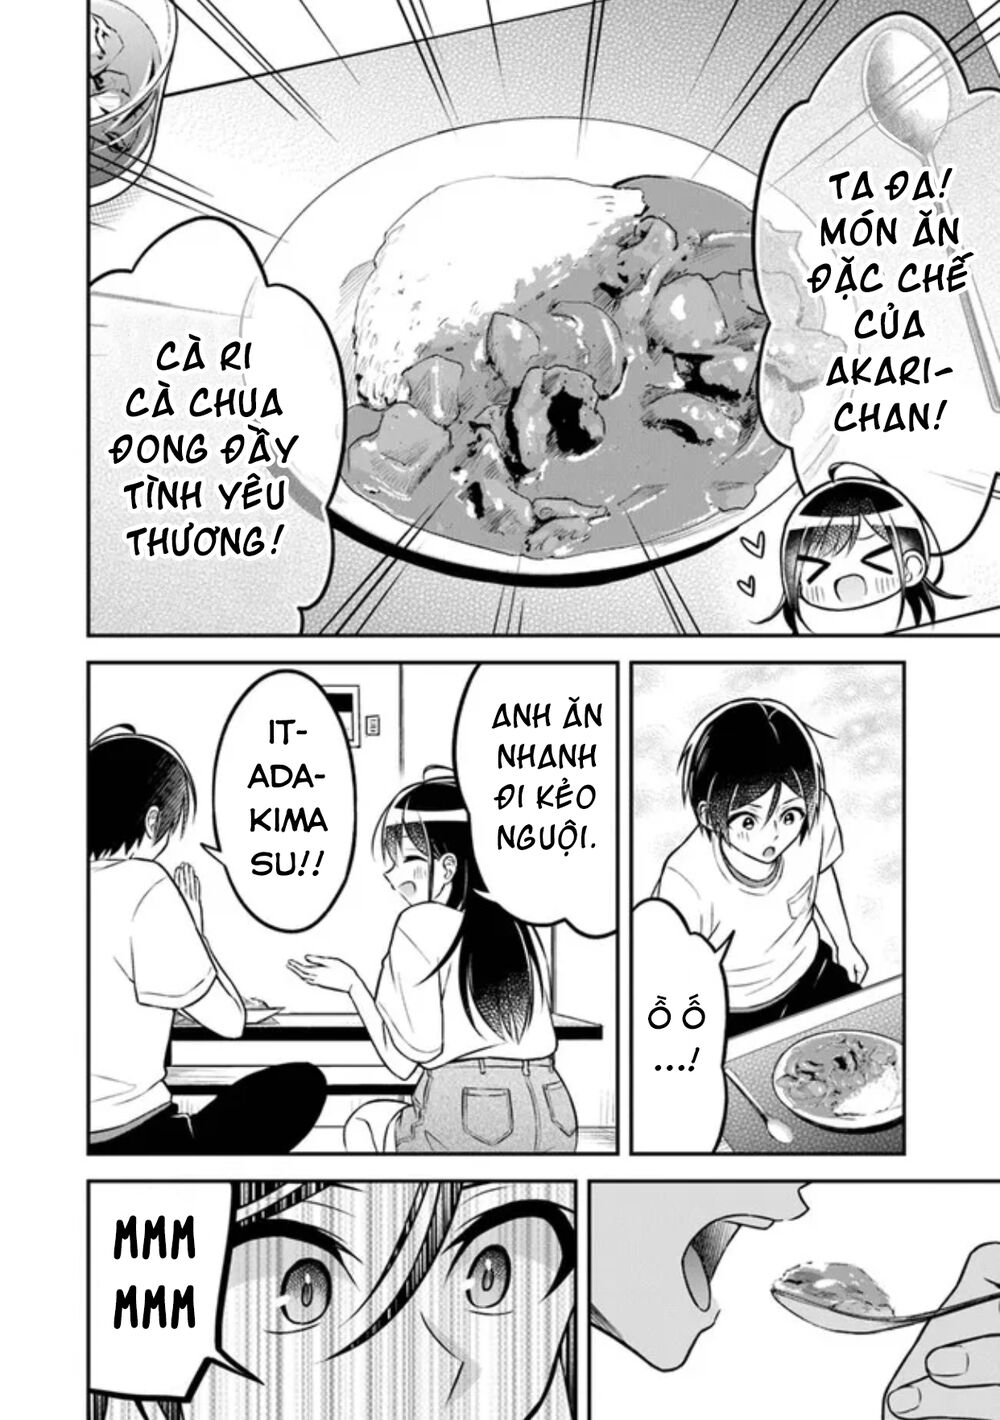 TA ĐA!
MÓN ĂN
ĐẶC CHẾ
CỦA
AKARI-
CHAN!
CÀ RI
CÀ CHUA
ĐONG ĐẦY
TÌNH YÊU
THƯƠNG!
Ồ Ố
...!
ANH ĂN
NHANH
ĐI KẺO
NGUỘI.
IT-
ADA-
KIMA
SU!!
MMM
MMM